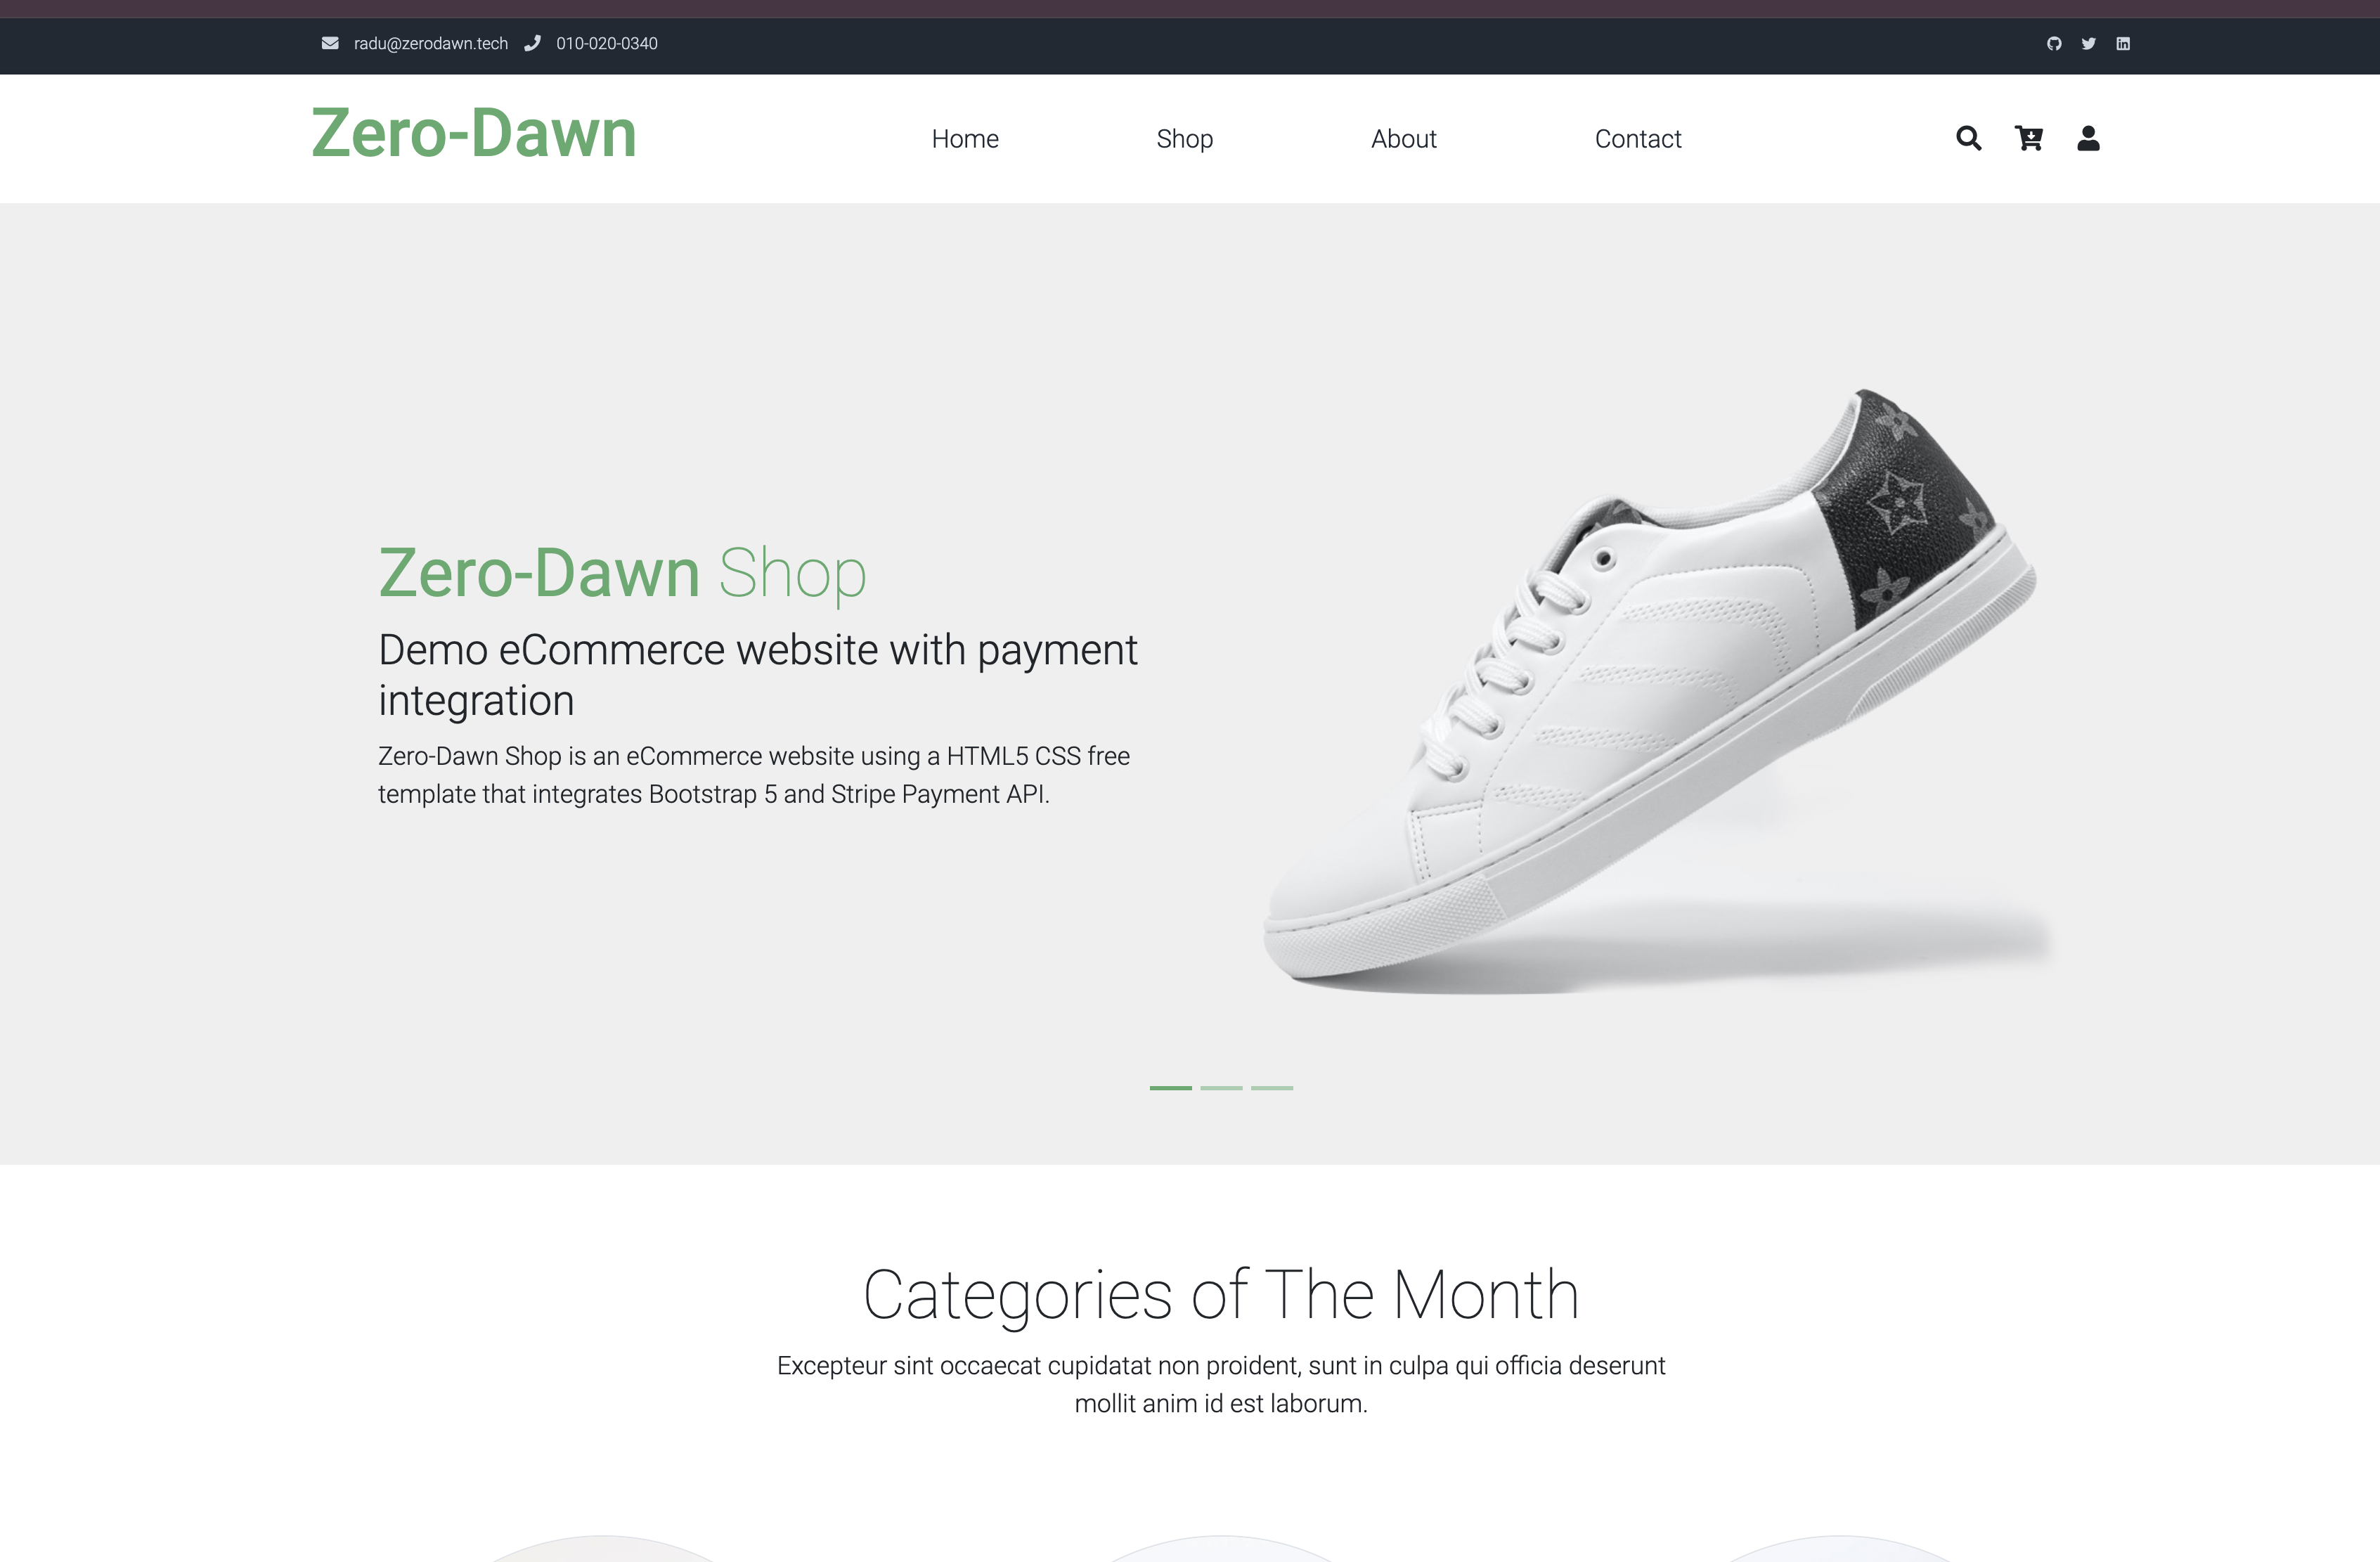 radu@zerodawn.tech 010-020-0340
Zero-Dawn
Home Shop About Contact
Zero-Dawn Shop
Demo eCommerce website with payment
integration
Zero-Dawn Shop is an eCommerce website using a HTML5 CSS free
template that integrates Bootstrap 5 and Stripe Payment API.
Categories of The Month
Excepteur sint occaecat cupidatat non proident, sunt in culpa qui officia deserunt
mollit anim id est laborum.